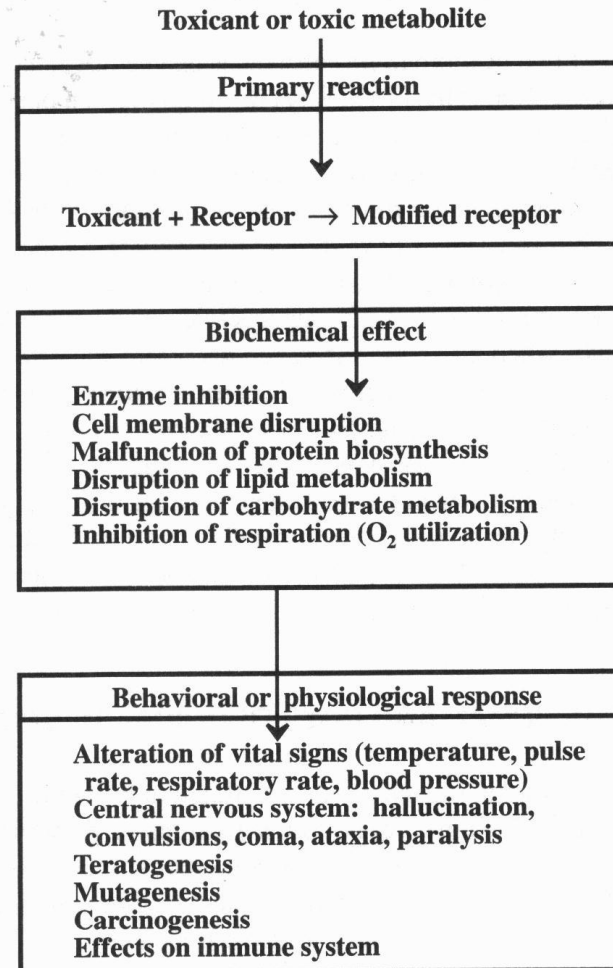 Toxicant or toxic metabolite
Primary reaction
Toxicant + Receptor → Modified receptor
Biochemical effect
Enzyme inhibition
Cell membrane disruption
Malfunction of protein biosynthesis
Disruption of lipid metabolism
Disruption of carbohydrate metabolism
Inhibition of respiration (O₂ utilization)
Behavioral or physiological response
Alteration of vital signs (temperature, pulse
rate, respiratory rate, blood pressure)
Central nervous system: hallucination,
convulsions, coma, ataxia, paralysis
Teratogenesis
Mutagenesis
Carcinogenesis
Effects on immune system